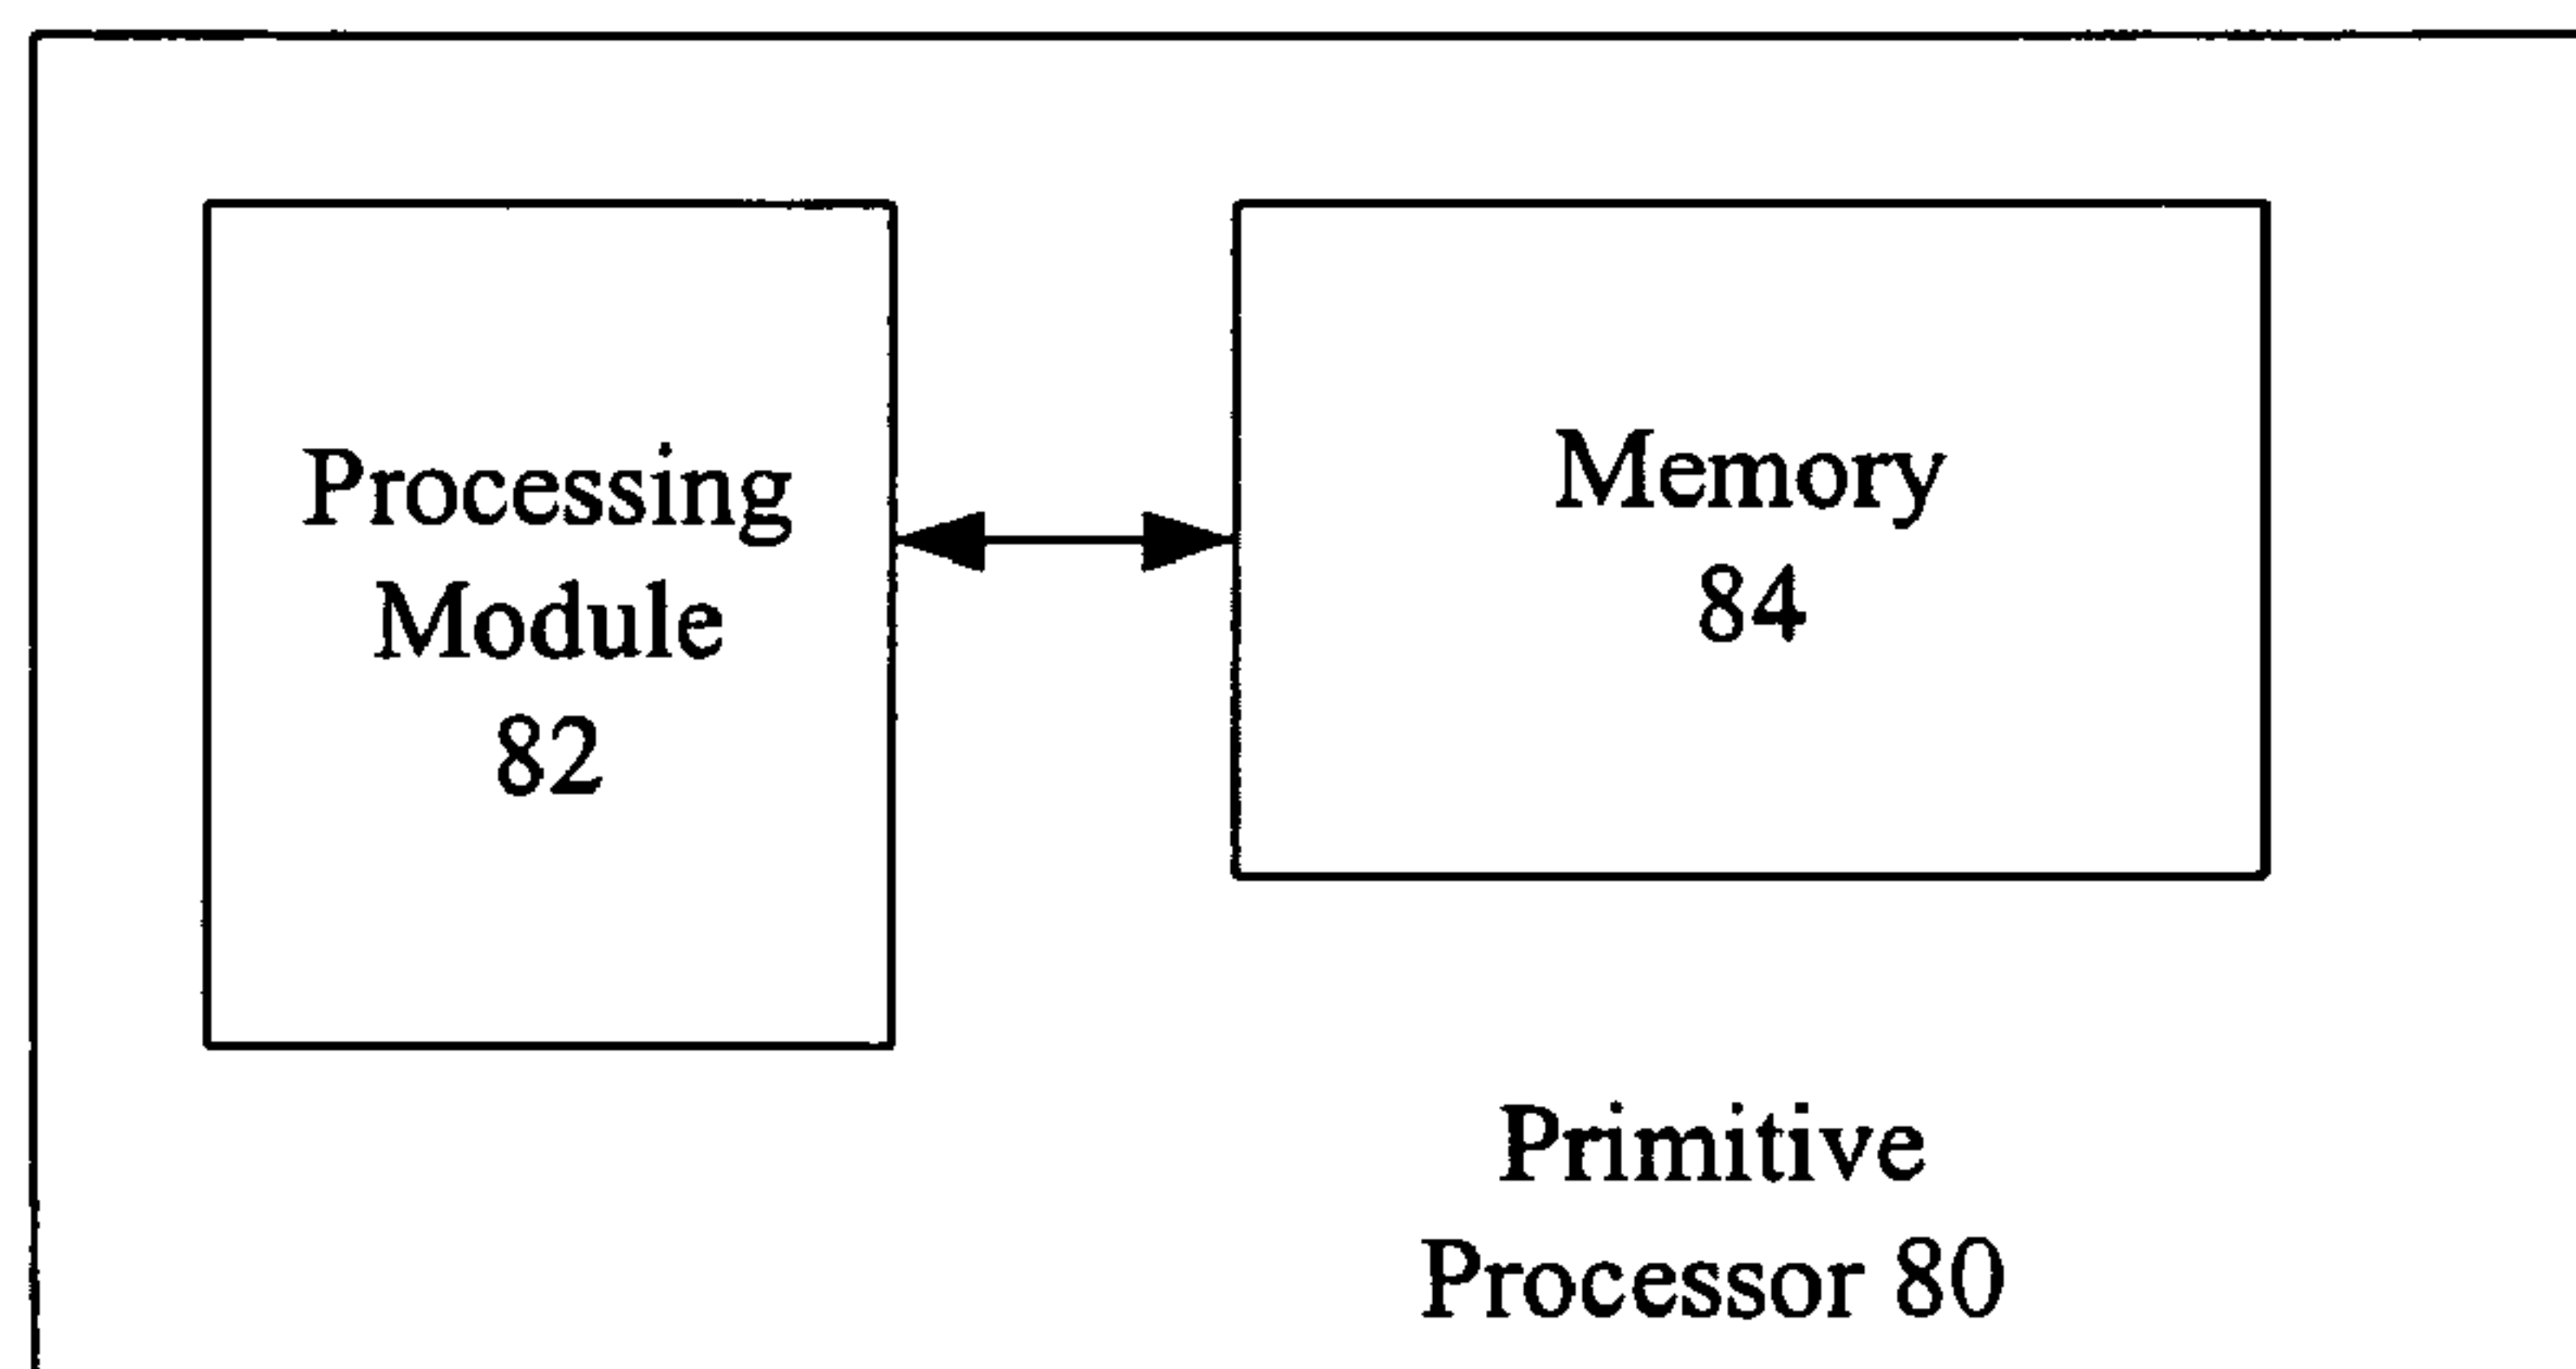 Processing
Module
82
Memory
84
Primitive
Processor 80